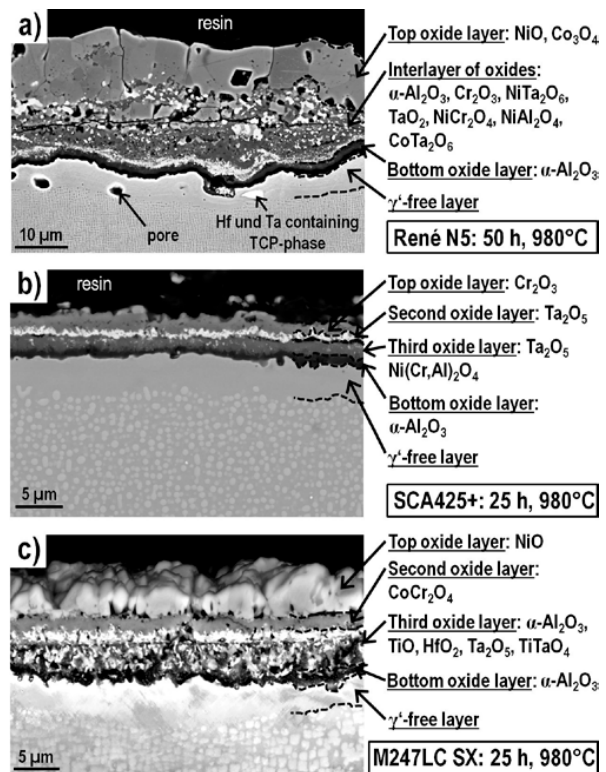 a)
resin
Top oxide layer: NiO, Co₃O₄
Interlayer of oxides:
α-Al₂O₃, Cr₂O₃, NiTa₂O₆,
TaO₂, NiCr₂O₄, NiAl₂O₄,
CoTa₂O₆
Bottom oxide layer: α-Al₂O₃
γ‘-free layer
10 µm
pore
Hf und Ta containing
TCP-phase
René N5: 50 h, 980°C
b)
resin
Top oxide layer: Cr₂O₃
Second oxide layer: Ta₂O₅
Third oxide layer: Ta₂O₅
Ni(Cr,Al)₂O₄
Bottom oxide layer:
α-Al₂O₃
γ‘-free layer
5 µm
SCA425+: 25 h, 980°C
c)
Top oxide layer: NiO
Second oxide layer:
CoCr₂O₄
Third oxide layer: α-Al₂O₃,
TiO, HfO₂, Ta₂O₅, TiTaO₄
Bottom oxide layer: α-Al₂O₃
γ‘-free layer
5 µm
M247LC SX: 25 h, 980°C